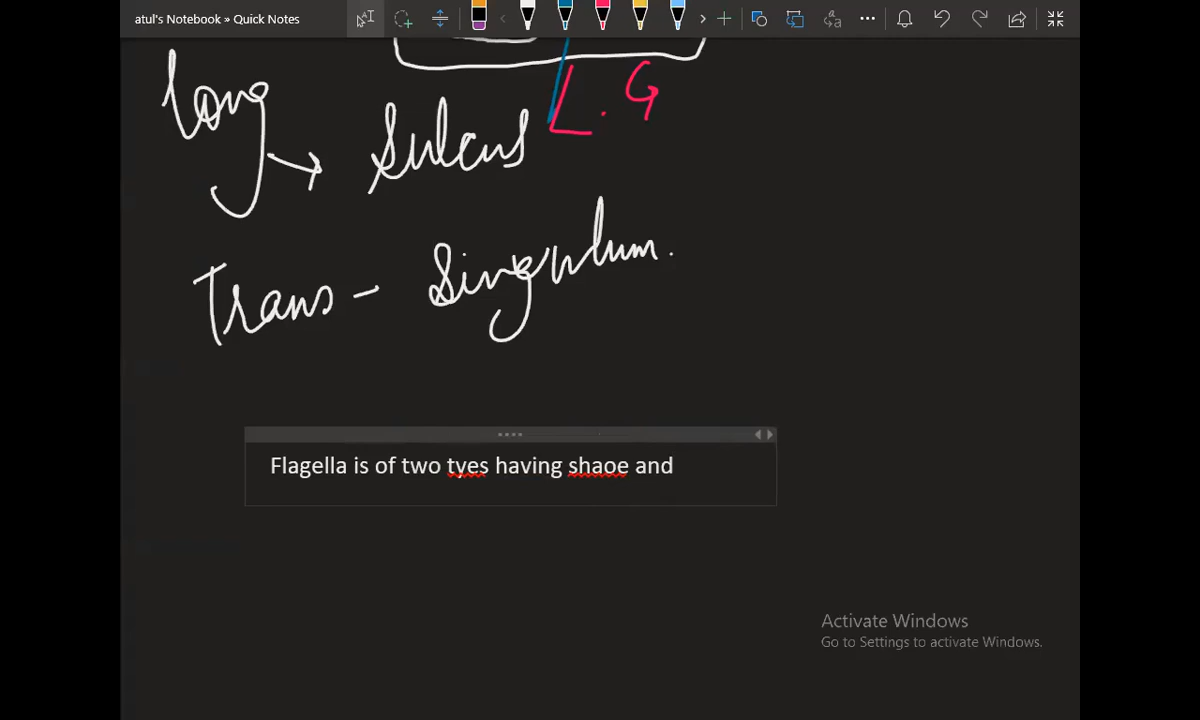 atul's Notebook » Quick Notes
L. G
long → Sulcus
Trans - Singulum.
Flagella is of two tyes having shaoe and
Activate Windows
Go to Settings to activate Windows.